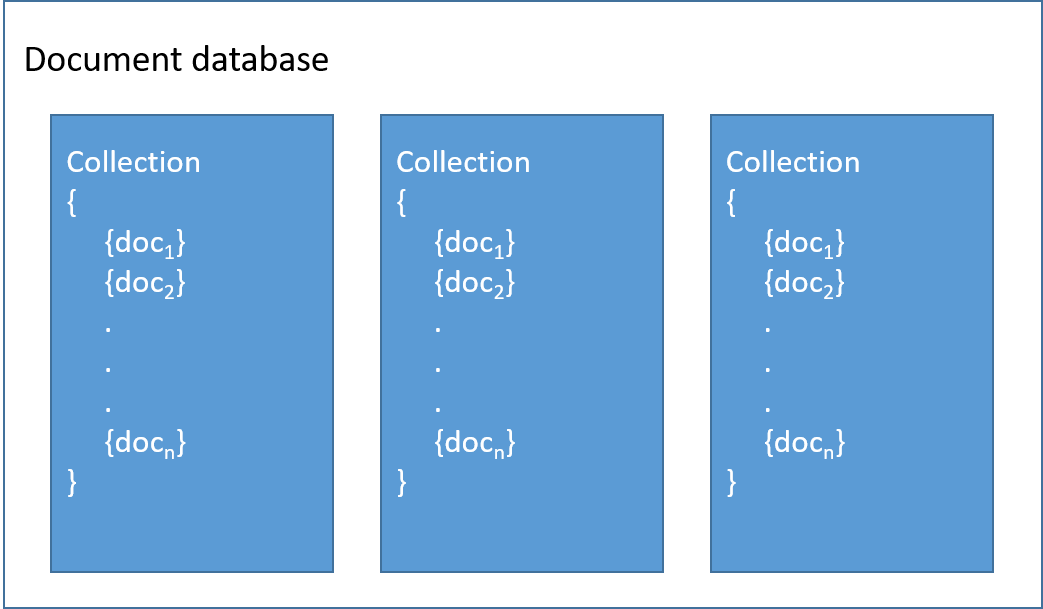 Document database
Collection
{
{doc₁}
{doc₂}
.
.
.
{docₙ}
}
Collection
{
{doc₁}
{doc₂}
.
.
.
{docₙ}
}
Collection
{
{doc₁}
{doc₂}
.
.
.
{docₙ}
}